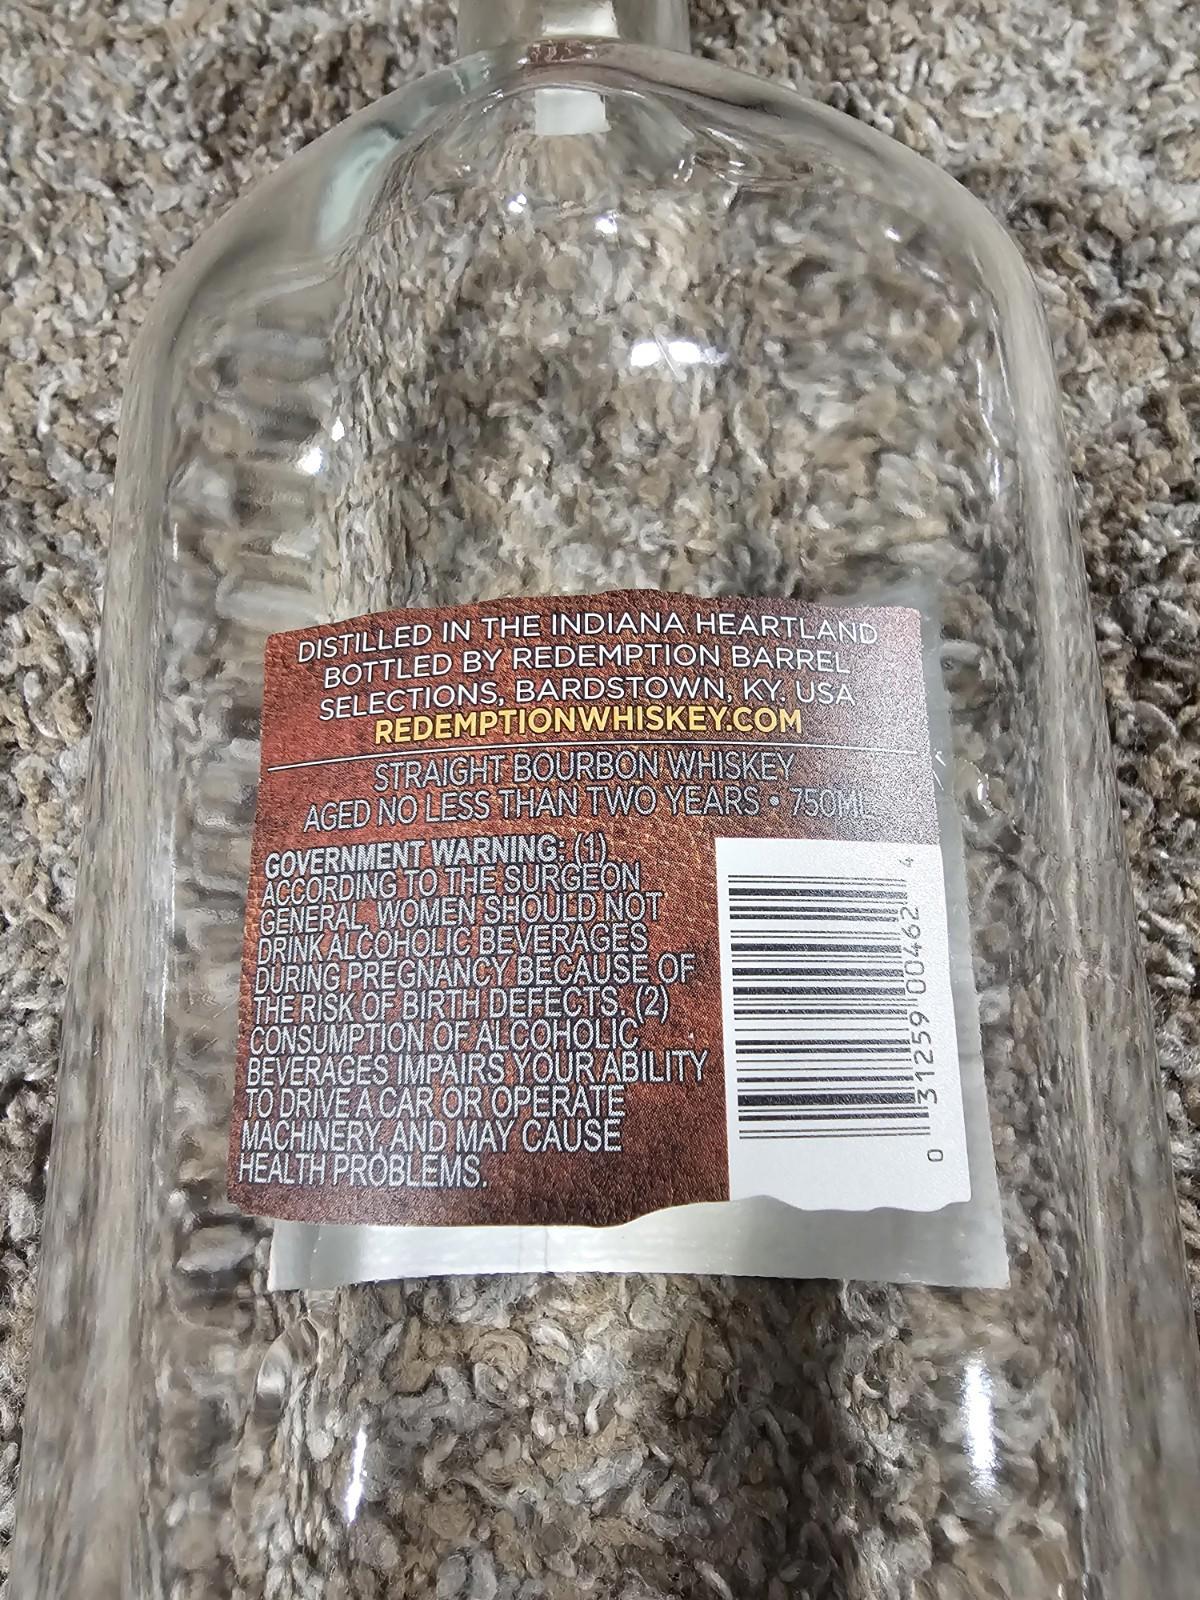 DISTILLED IN THE INDIANA HEARTLAND
BOTTLED BY REDEMPTION BARREL
SELECTIONS, BARDSTOWN, KY, USA
REDEMPTIONWHISKEY.COM
STRAIGHT BOURBON WHISKEY
AGED NO LESS THAN TWO YEARS • 750ML
GOVERNMENT WARNING: (1)
ACCORDING TO THE SURGEON
GENERAL, WOMEN SHOULD NOT
DRINK ALCOHOLIC BEVERAGES
DURING PREGNANCY BECAUSE OF
THE RISK OF BIRTH DEFECTS. (2)
CONSUMPTION OF ALCOHOLIC
BEVERAGES IMPAIRS YOUR ABILITY
TO DRIVE A CAR OR OPERATE
MACHINERY, AND MAY CAUSE
HEALTH PROBLEMS.
0 31259 00462 4